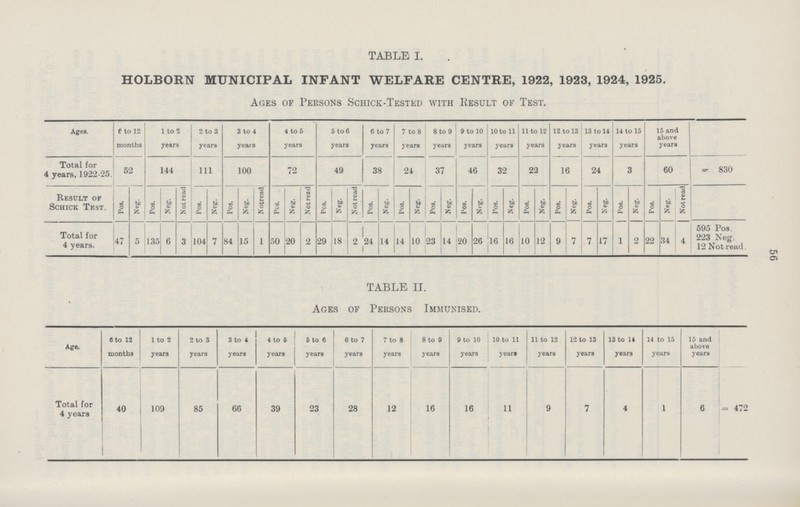 TABLE I.
HOLBORN MUNICIPAL INFANT WELFARE CENTRE, 1922, 1923, 1924, 1925.
AGES OF PERSONS SCHICK-TESTED WITH RESULT OF TEST.
Ages. 6 to 12 months 1 to 2 years 2 to 3 years 3 to 4 years 4 to 5 years 5 to 6 years 6 to 7 years 7 to 8 years 8 to 9 years 9 to 10 years 10 to 11 years 11 to 12 years 12 to 13 years 13 to 14 years 14 to 15 years 15 and above years
Total for 4 years, 1922-25. 52 144 111 100 72 49 38 24 37 46 32 22 16 24 3 60 = 830
RESULT OF SCHICK TEST. Pos. Neg. Pos. Neg. Not read Pos. Neg. Pos. Neg. Not read Pos. Neg. Not read Pos. Neg. Not read Pos. Neg. Pos. Neg. Pos. Neg. Pos. Neg. Pos. Neg. Pos. Neg. Pos. Neg. Pos. Neg. Pos. Neg. Pos. Neg. Not read
Total for 4 years. 47 5 135 6 3 104 7 84 15 1 50 20 2 29 18 2 24 14 14 10 23 14 20 26 16 16 10 12 9 7 7 17 1 2 22 34 4 595 Pos. 223 Neg. 12 Not read.
56
TABLE II.
AGES OF PERSONS IMMUNISED.
Age. 6 to 12 months 1 to 2 years 2 to 3 years 3 to 4 years 4 to 5 years 5 to 6 years 6 to 7 years 7 to 8 years 8 to 9 years 9 to 10 years 10 to 11 years 11 to 12 years 12 to 13 years 13 to 14 years 14 to 15 years 15 and above years
Total for 4 years 40 109 85 66 39 23 28 12 16 16 11 9 7 4 1 6 = 472